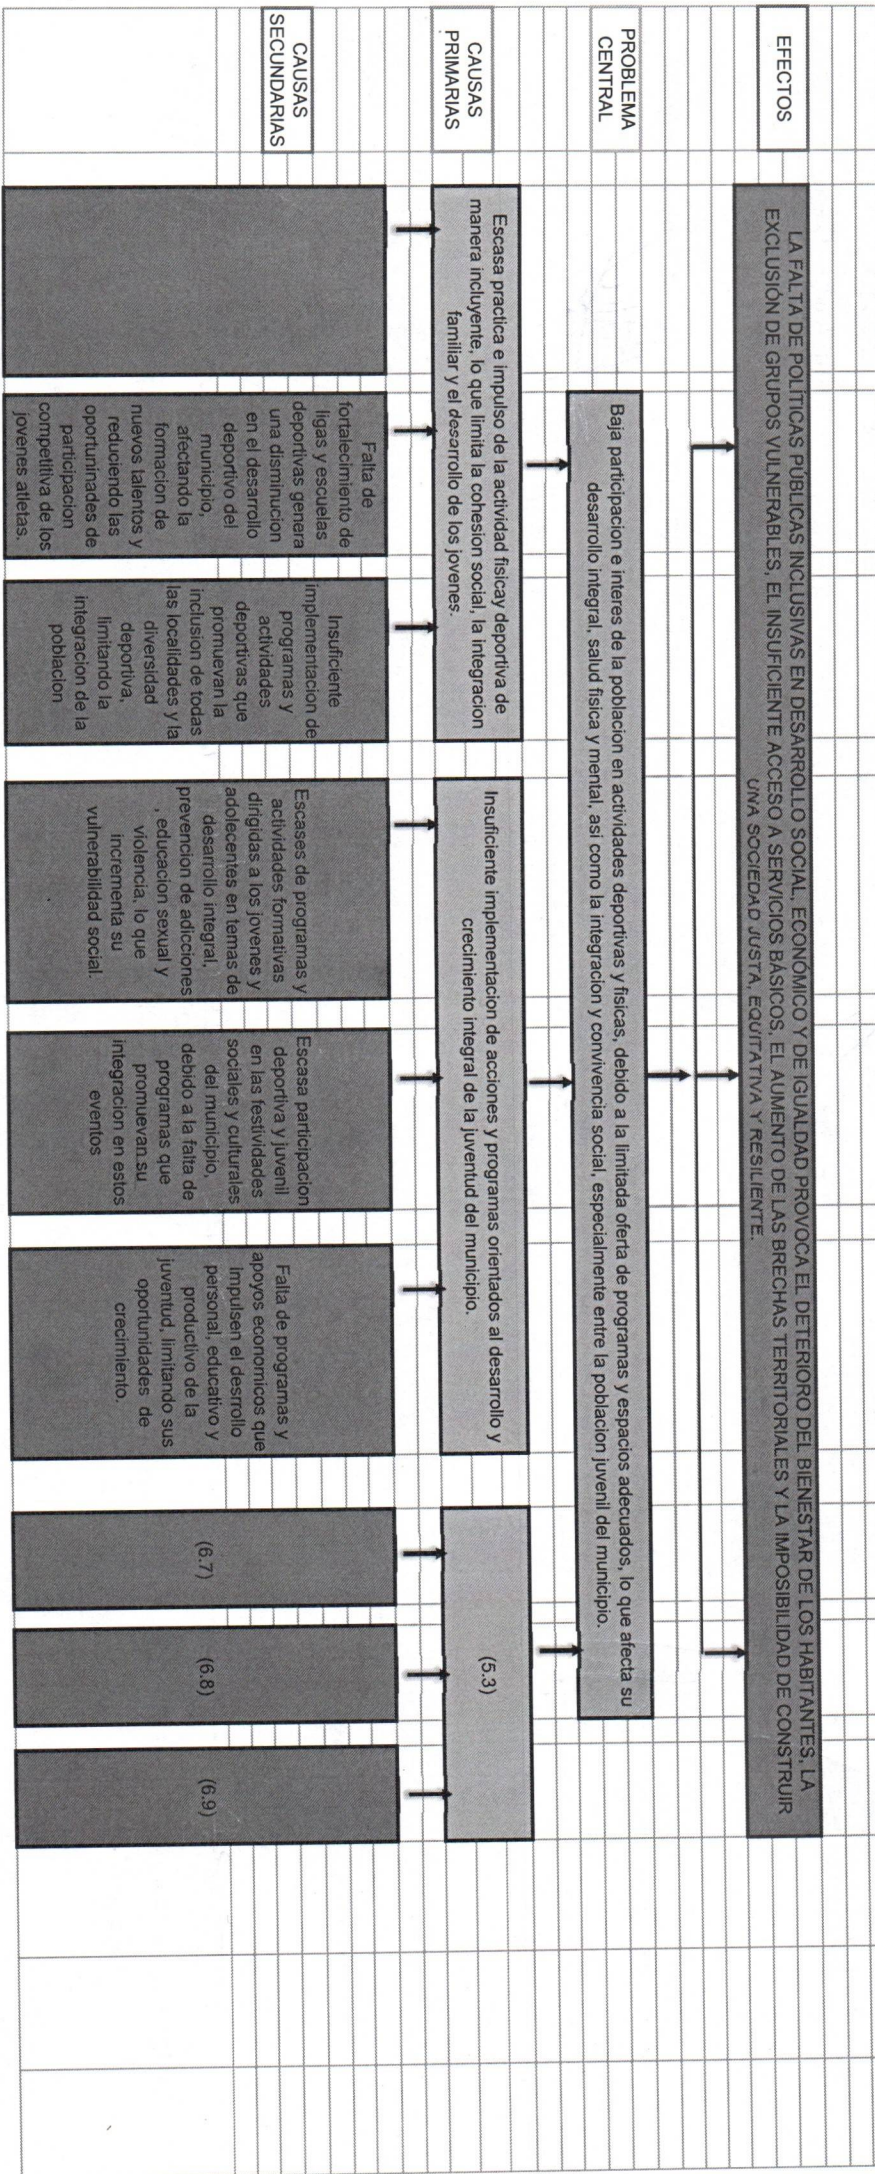 EFECTOS
LA FALTA DE POLÍTICAS PÚBLICAS INCLUSIVAS EN DESARROLLO SOCIAL, ECONÓMICO Y DE IGUALDAD PROVOCA EL DETERIORO DEL BIENESTAR DE LOS HABITANTES, LA
EXCLUSIÓN DE GRUPOS VULNERABLES, EL INSUFICIENTE ACCESO A SERVICIOS BÁSICOS, EL AUMENTO DE LAS BRECHAS TERRITORIALES Y LA IMPOSIBILIDAD DE CONSTRUIR
UNA SOCIEDAD JUSTA, EQUITATIVA Y RESILIENTE.
PROBLEMA
CENTRAL
Baja participacion e interes de la poblacion en actividades deportivas y fisicas, debido a la limitada oferta de programas y espacios adecuados, lo que afecta su
desarrollo integral, salud fisica y mental, asi como la integracion y convivencia social, especialmente entre la poblacion juvenil del municipio.
CAUSAS
PRIMARIAS
Escasa practica e impulso de la actividad fisicay deportiva de
manera incluyente, lo que limita la cohesion social, la integracion
familiar y el desarrollo de los jovenes.
Insuficiente implementacion de acciones y programas orientados al desarrollo y
crecimiento integral de la juventud del municipio.
(5.3)
CAUSAS
SECUNDARIAS
Falta de
fortalecimiento de
ligas y escuelas
deportivas genera
una disminucion
en el desarrollo
deportivo del
municipio,
afectando la
formacion de
nuevos talentos y
reduciendo las
oportuninades de
participacion
competitiva de los
jovenes atletas.
Insuficiente
implementacion de
programas y
actividades
deportivas que
promuevan la
inclusion de todas
las localidades y la
diversidad
deportiva,
limitando la
integracion de la
poblacion
Escases de programas y
actividades formativas
dirigidas a los jovenes y
adolecentes en temas de
desarrollo integral,
prevencion de adicciones
, educacion sexual y
violencia, lo que
incrementa su
vulnerabilidad social.
Escasa participacion
deportiva y juvenil
en las festividades
sociales y culturales
del municipio,
debido a la falta de
programas que
promuevan su
integracion en estos
eventos
Falta de programas y
apoyos economicos que
impulsen el desrrollo
personal, educativo y
productivo de la
juventud, limitando sus
oportunidades de
crecimiento.
(6.7)
(6.8)
(6.9)